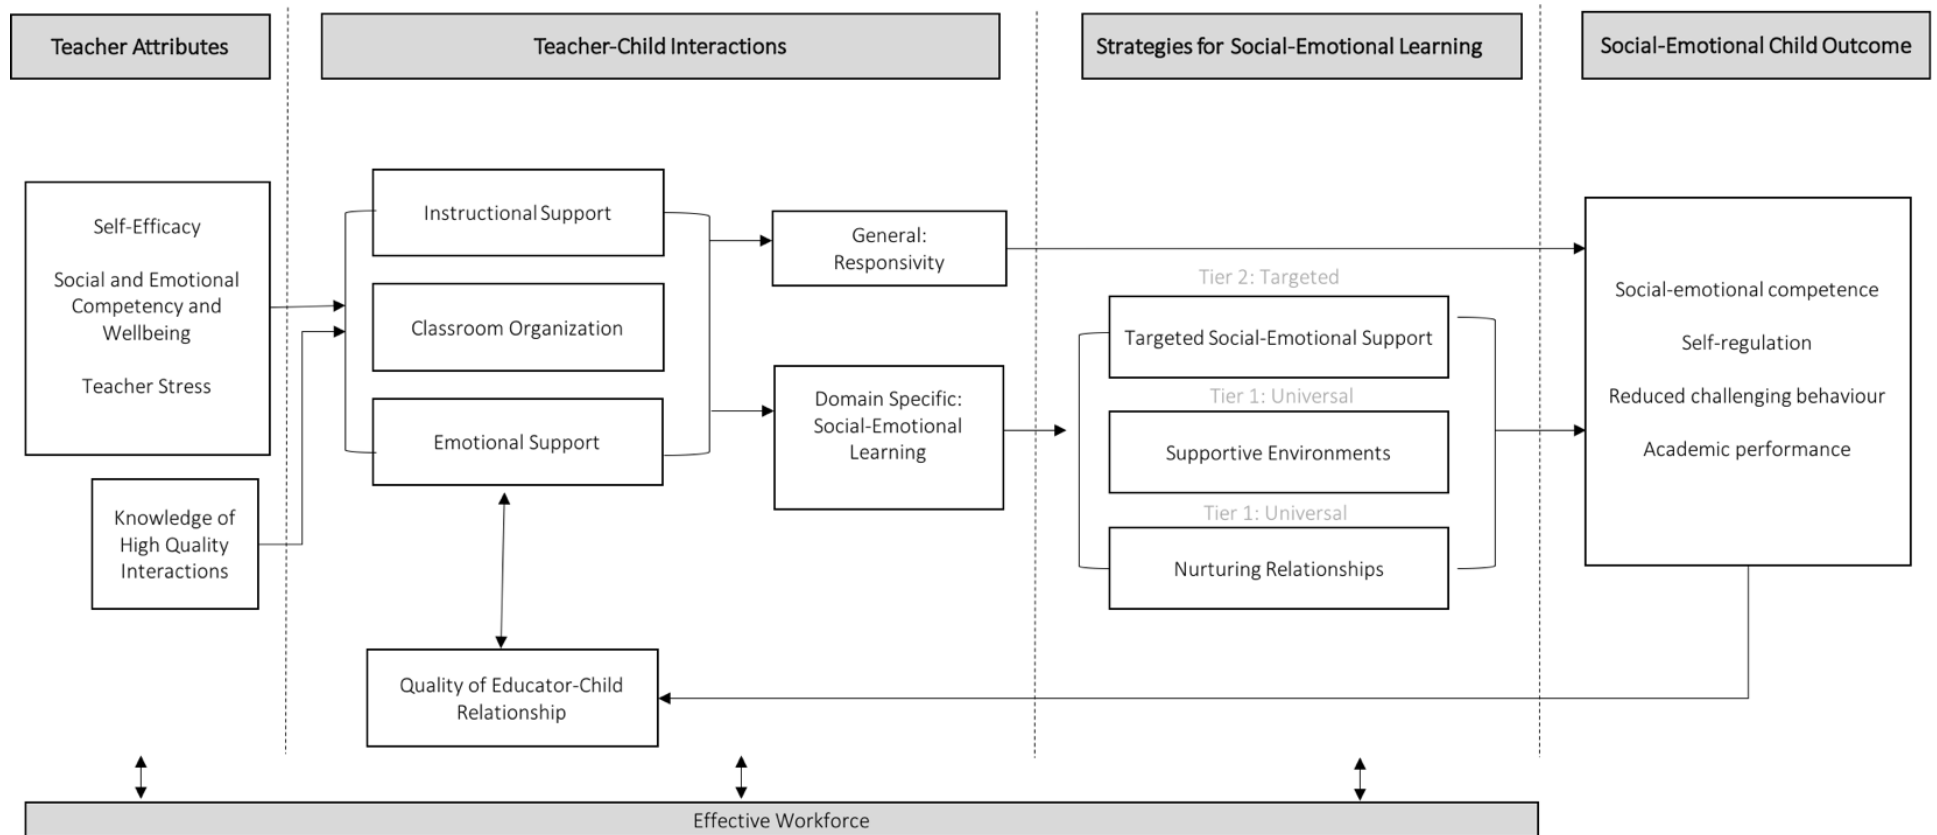 Teacher Attributes
Teacher-Child Interactions
Strategies for Social-Emotional Learning
Social-Emotional Child Outcome
Self-Efficacy
Social and Emotional
Competency and
Wellbeing
Teacher Stress
Knowledge of
High Quality
Interactions
Instructional Support
Classroom Organization
Emotional Support
Quality of Educator-Child
Relationship
General:
Responsivity
Domain Specific:
Social-Emotional
Learning
Tier 2: Targeted
Targeted Social-Emotional Support
Tier 1: Universal
Supportive Environments
Tier 1: Universal
Nurturing Relationships
Social-emotional competence
Self-regulation
Reduced challenging behaviour
Academic performance
Effective Workforce